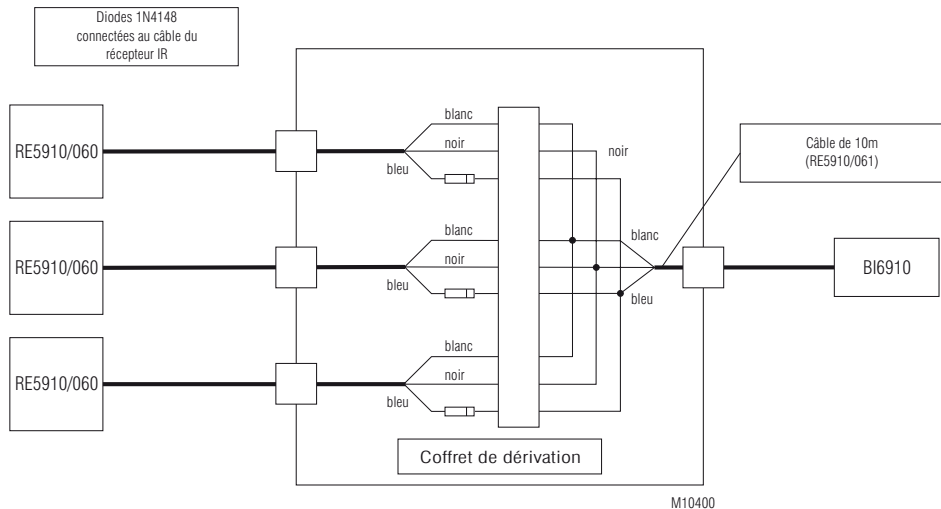 Diodes 1N4148
connectées au câble du
récepteur IR
RE5910/060
blanc
noir
bleu
noir
Câble de 10m
(RE5910/061)
RE5910/060
blanc
noir
bleu
blanc
bleu
BI6910
RE5910/060
blanc
noir
bleu
Coffret de dérivation
M10400